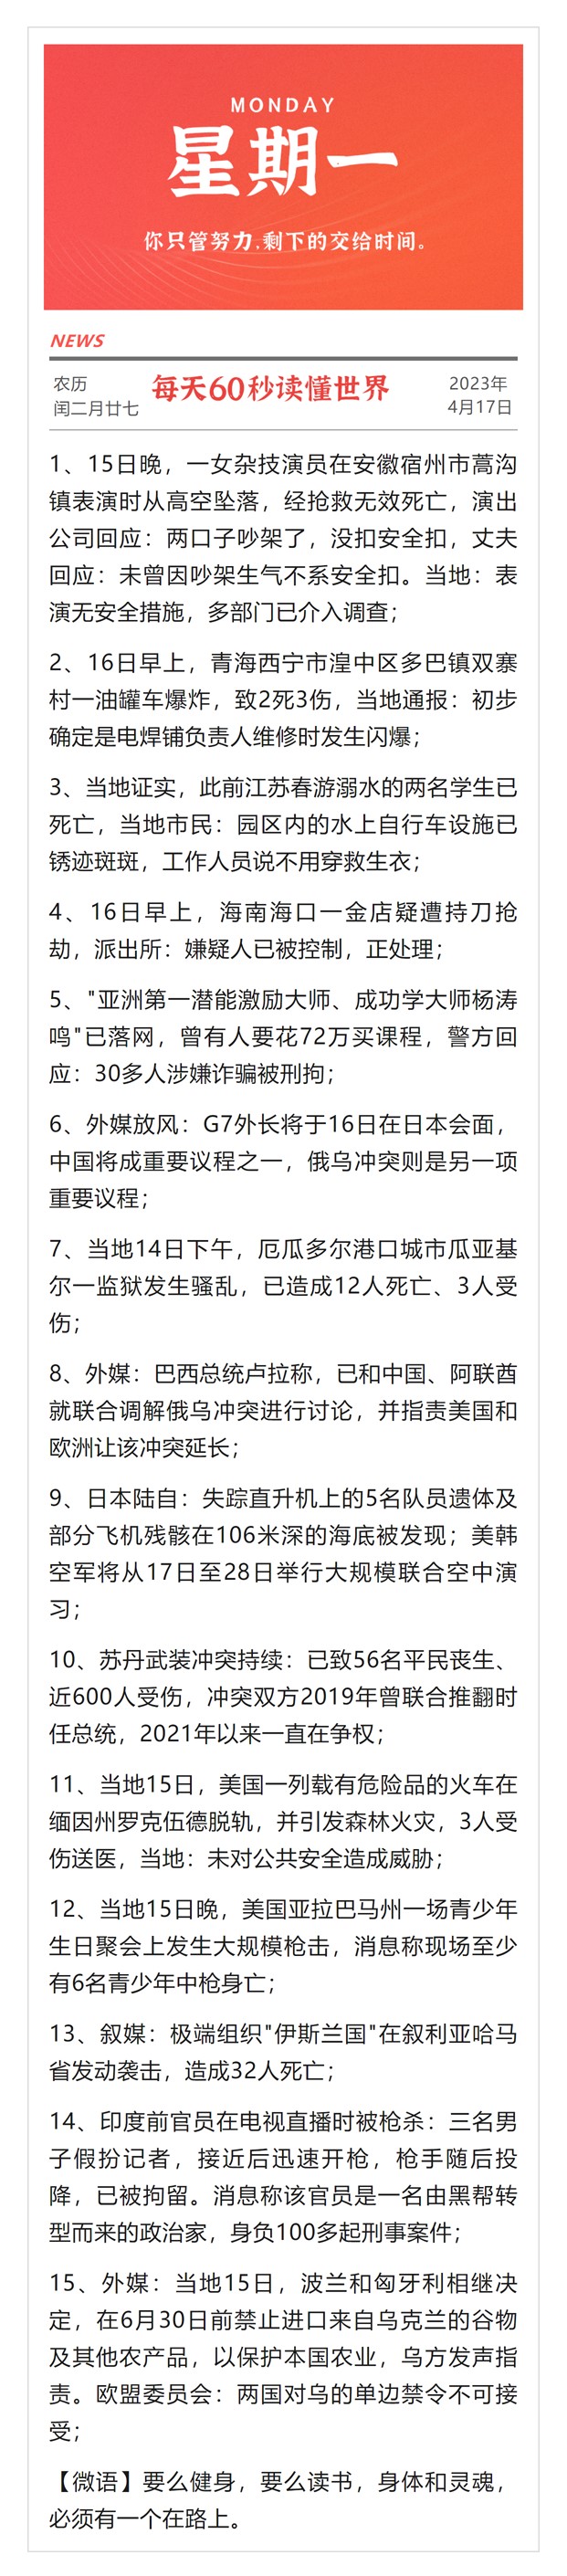 MONDAY
星期一
你只管努力,剩下的交给时间。
NEWS
农历
闰二月廿七
每天60秒读懂世界
2023年
4月17日
1、15日晚，一女杂技演员在安徽宿州市蒿沟
镇表演时从高空坠落，经抢救无效死亡，演出
公司回应：两口子吵架了，没扣安全扣，丈夫
回应：未曾因吵架生气不系安全扣。当地：表
演无安全措施，多部门已介入调查；
2、16日早上，青海西宁市湟中区多巴镇双寨
村一油罐车爆炸，致2死3伤，当地通报：初步
确定是电焊铺负责人维修时发生闪爆；
3、当地证实，此前江苏春游溺水的两名学生已
死亡，当地市民：园区内的水上自行车设施已
锈迹斑斑，工作人员说不用穿救生衣；
4、16日早上，海南海口一金店疑遭持刀抢
劫，派出所：嫌疑人已被控制，正处理；
5、"亚洲第一潜能激励大师、成功学大师杨涛
鸣"已落网，曾有人要花72万买课程，警方回
应：30多人涉嫌诈骗被刑拘；
6、外媒放风：G7外长将于16日在日本会面，
中国将成重要议程之一，俄乌冲突则是另一项
重要议程；
7、当地14日下午，厄瓜多尔港口城市瓜亚基
尔一监狱发生骚乱，已造成12人死亡、3人受
伤；
8、外媒：巴西总统卢拉称，已和中国、阿联酋
就联合调解俄乌冲突进行讨论，并指责美国和
欧洲让该冲突延长；
9、日本陆自：失踪直升机上的5名队员遗体及
部分飞机残骸在106米深的海底被发现；美韩
空军将从17日至28日举行大规模联合空中演
习；
10、苏丹武装冲突持续：已致56名平民丧生、
近600人受伤，冲突双方2019年曾联合推翻时
任总统，2021年以来一直在争权；
11、当地15日，美国一列载有危险品的火车在
缅因州罗克伍德脱轨，并引发森林火灾，3人受
伤送医，当地：未对公共安全造成威胁；
12、当地15日晚，美国亚拉巴马州一场青少年
生日聚会上发生大规模枪击，消息称现场至少
有6名青少年中枪身亡；
13、叙媒：极端组织"伊斯兰国"在叙利亚哈马
省发动袭击，造成32人死亡；
14、印度前官员在电视直播时被枪杀：三名男
子假扮记者，接近后迅速开枪，枪手随后投
降，已被拘留。消息称该官员是一名由黑帮转
型而来的政治家，身负100多起刑事案件；
15、外媒：当地15日，波兰和匈牙利相继决
定，在6月30日前禁止进口来自乌克兰的谷物
及其他农产品，以保护本国农业，乌方发声指
责。欧盟委员会：两国对乌的单边禁令不可接
受；
【微语】要么健身，要么读书，身体和灵魂，
必须有一个在路上。